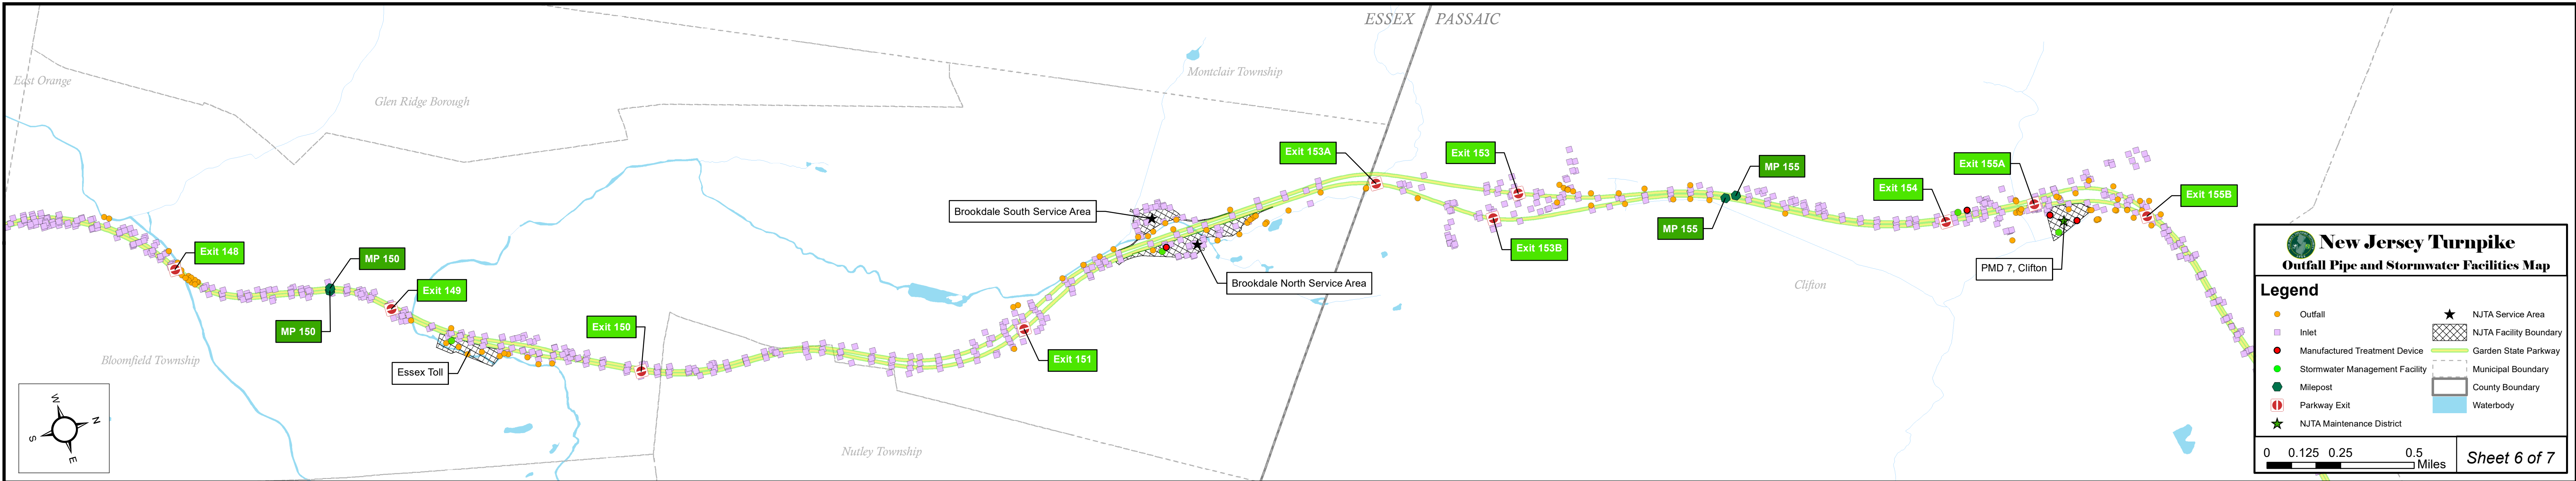 ESSEX PASSAIC
East Orange
Glen Ridge Borough
Montclair Township
Exit 153A
Exit 153
MP 155
Exit 155A
Exit 154
Exit 155B
Brookdale South Service Area
MP 155
Exit 153B
Exit 148
MP 150
PMD 7, Clifton
Brookdale North Service Area
Clifton
Exit 149
MP 150
Exit 150
Bloomfield Township
Exit 151
Essex Toll
Nutley Township
W
N
S
E
New Jersey Turnpike
Outfall Pipe and Stormwater Facilities Map
Legend
Outfall
Inlet
Manufactured Treatment Device
Stormwater Management Facility
Milepost
Parkway Exit
NJTA Maintenance District
NJTA Service Area
NJTA Facility Boundary
Garden State Parkway
Municipal Boundary
County Boundary
Waterbody
0 0.125 0.25 0.5
Miles
Sheet 6 of 7